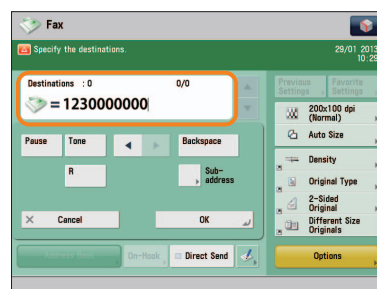 Fax
Specify the destinations.
29/01 2013
10:29
Destinations : 0 0/0
= 1230000000
Previous Settings
Favorite Settings
200x100 dpi
(Normal)
Auto Size
Pause Tone Backspace
R Sub-
address
Density
Original Type
2-Sided
Original
Different Size
Originals
Cancel OK
On-Hook Direct Send
Options